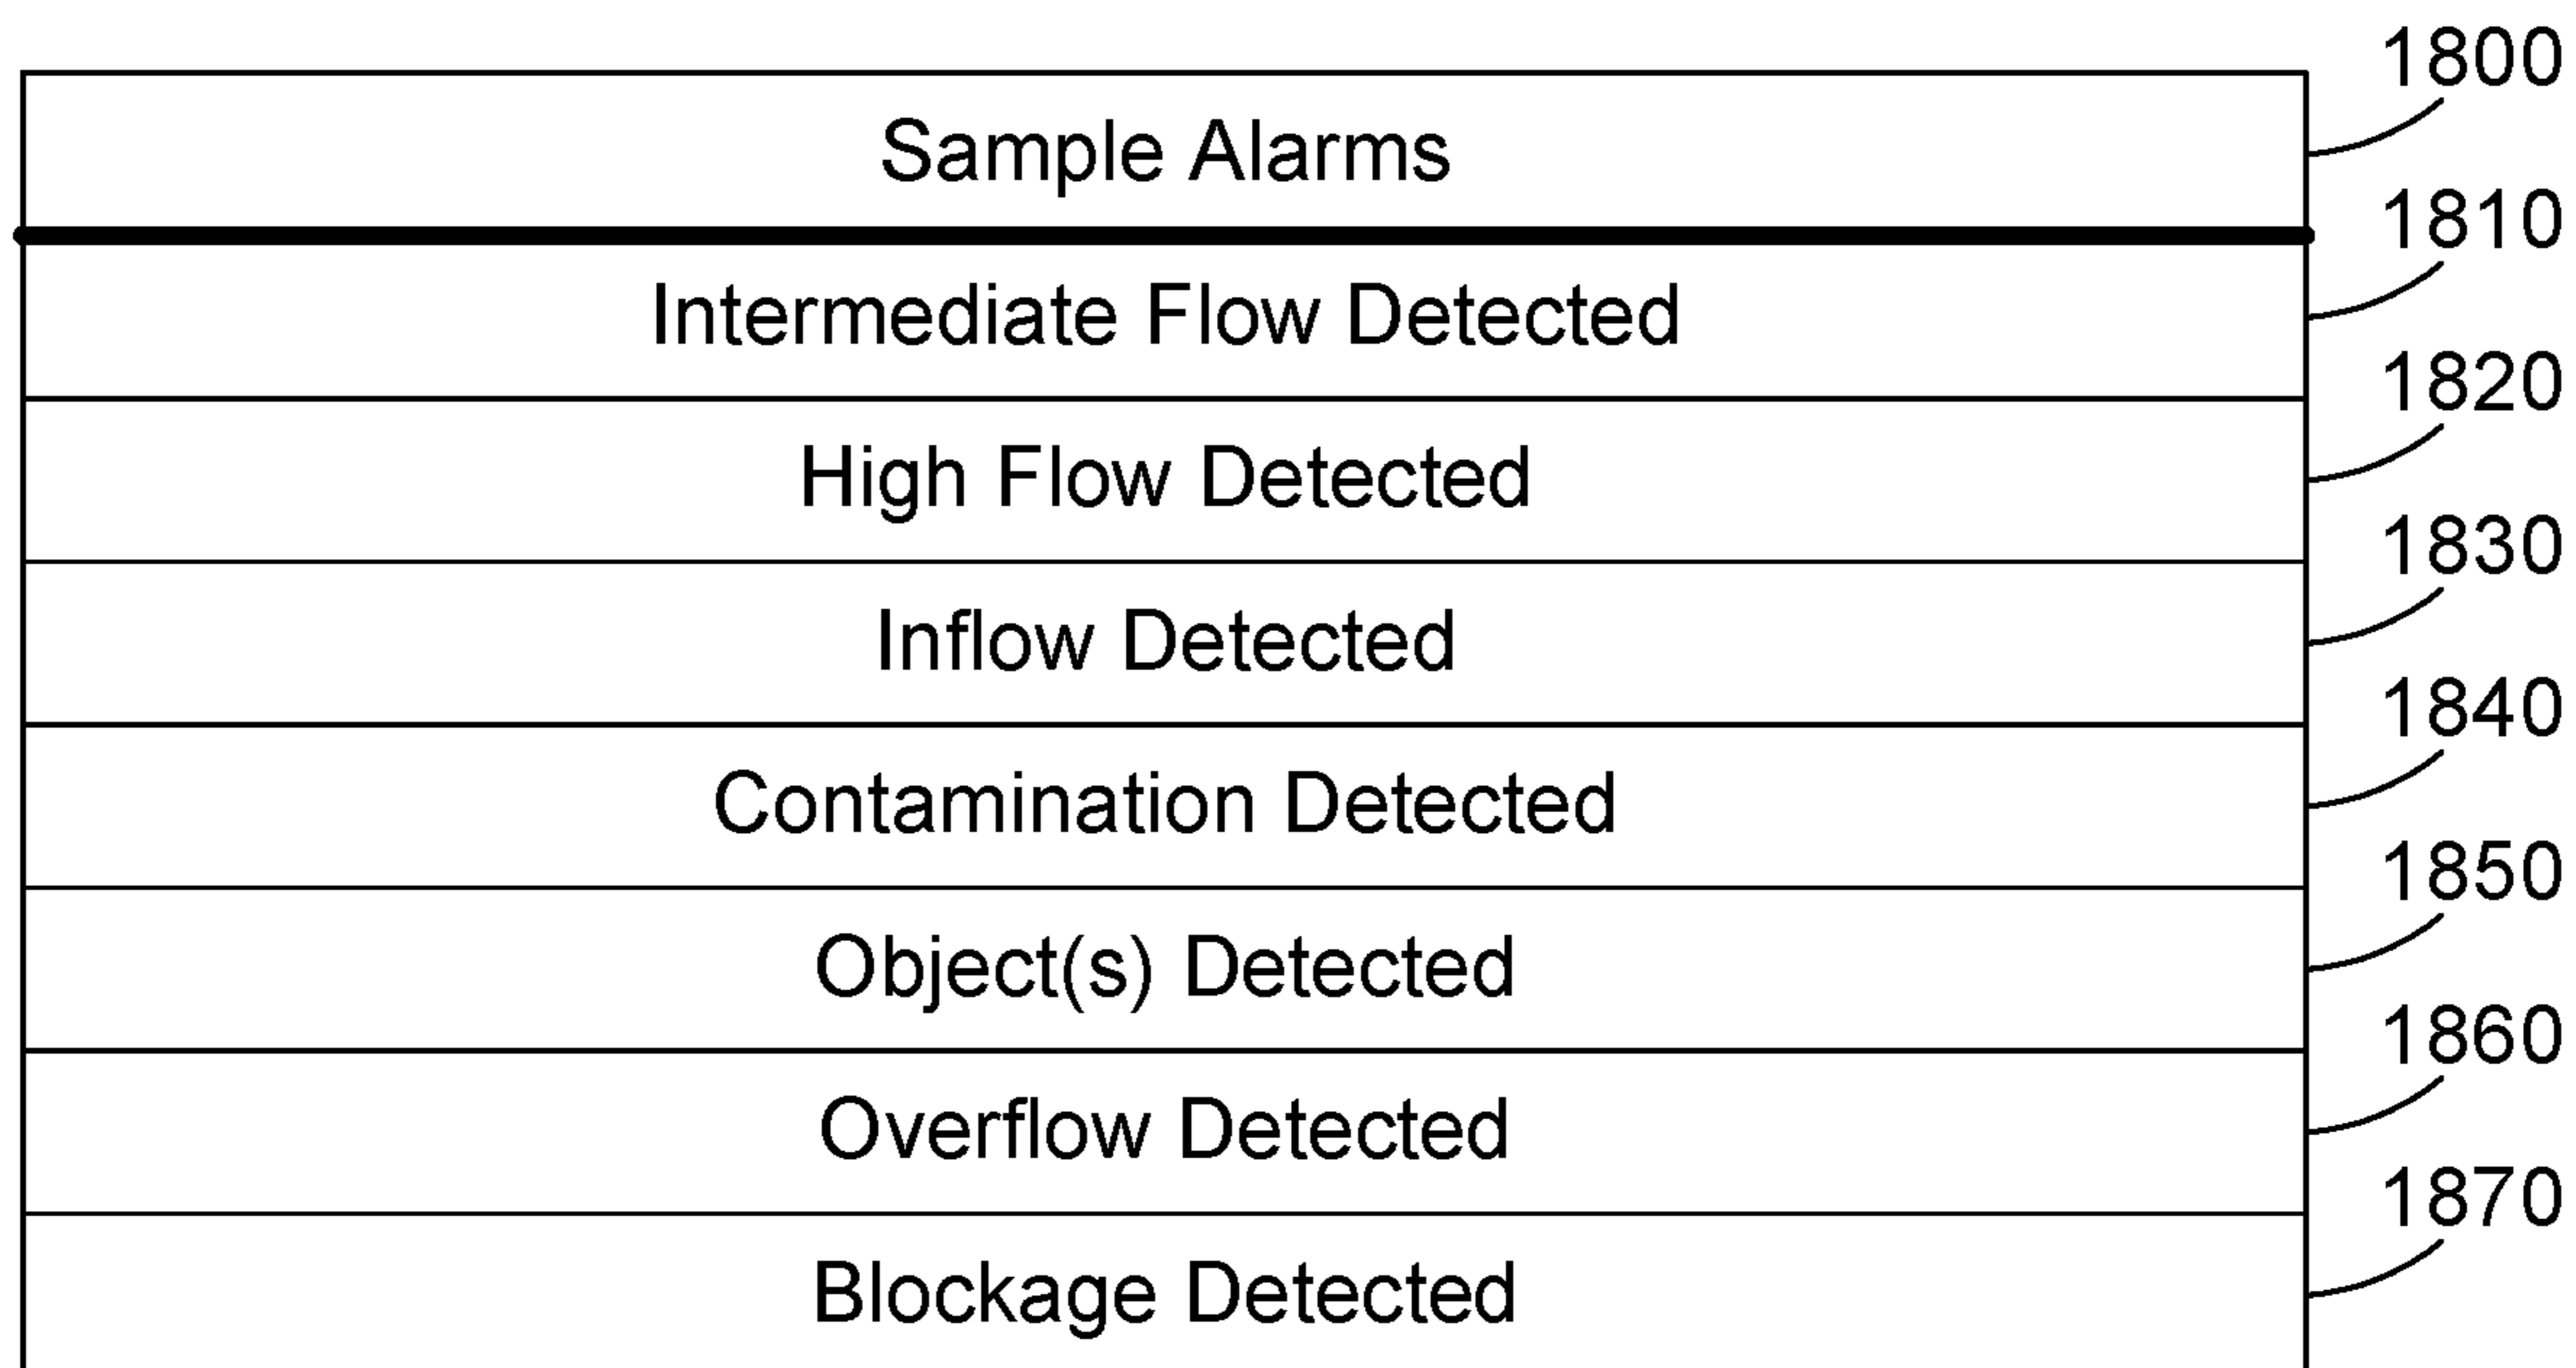 1800
Sample Alarms
1810
Intermediate Flow Detected
1820
High Flow Detected
1830
Inflow Detected
1840
Contamination Detected
1850
Object(s) Detected
1860
Overflow Detected
1870
Blockage Detected